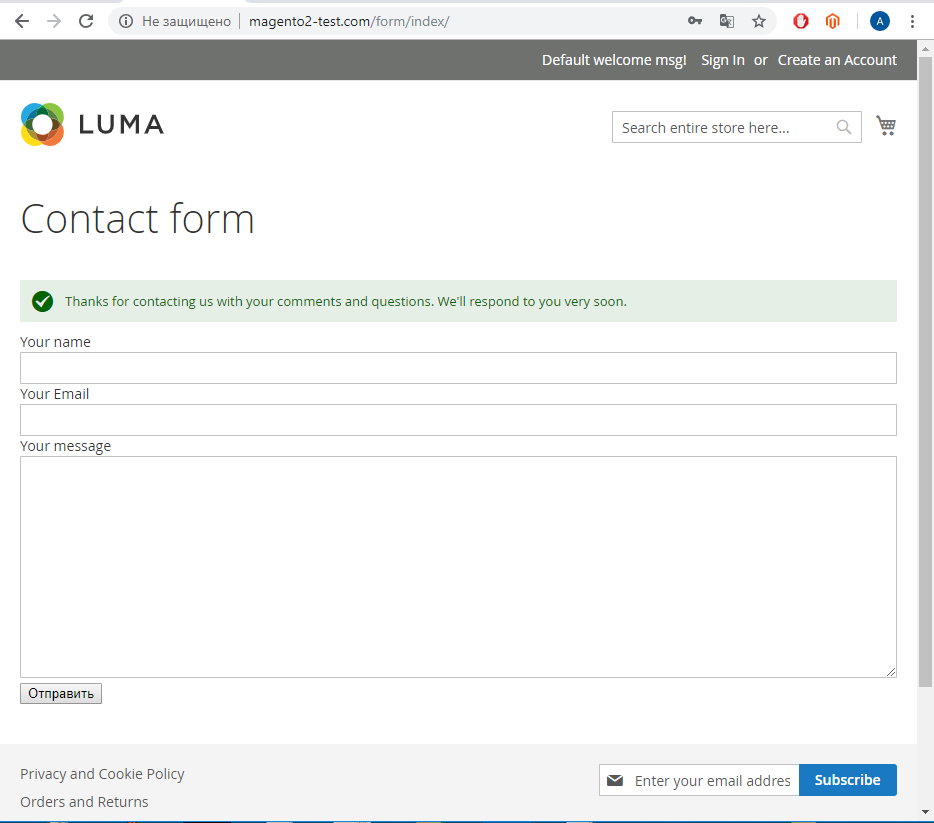 Не защищено magento2-test.com/form/index/
A
Default welcome msg! Sign In or Create an Account
LUMA
Search entire store here...
Contact form
Thanks for contacting us with your comments and questions. We'll respond to you very soon.
Your name
Your Email
Your message
Отправить
Privacy and Cookie Policy
Enter your email addres
Subscribe
Orders and Returns